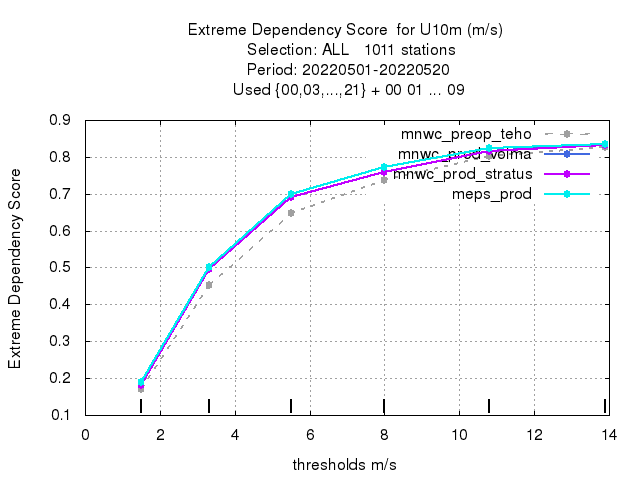 Extreme Dependency Score  for U10m (m/s)
Selection: ALL   1011 stations
Period: 20220501-20220520
Used {00,03,...,21} + 00 01 ... 09
Extreme Dependency Score
0.9
0.8
0.7
0.6
0.5
0.4
0.3
0.2
0.1
mnwc_preop_teho
mnwc_prod_voima
mnwc_prod_stratus
meps_prod
0 2 4 6 8 10 12 14
thresholds m/s